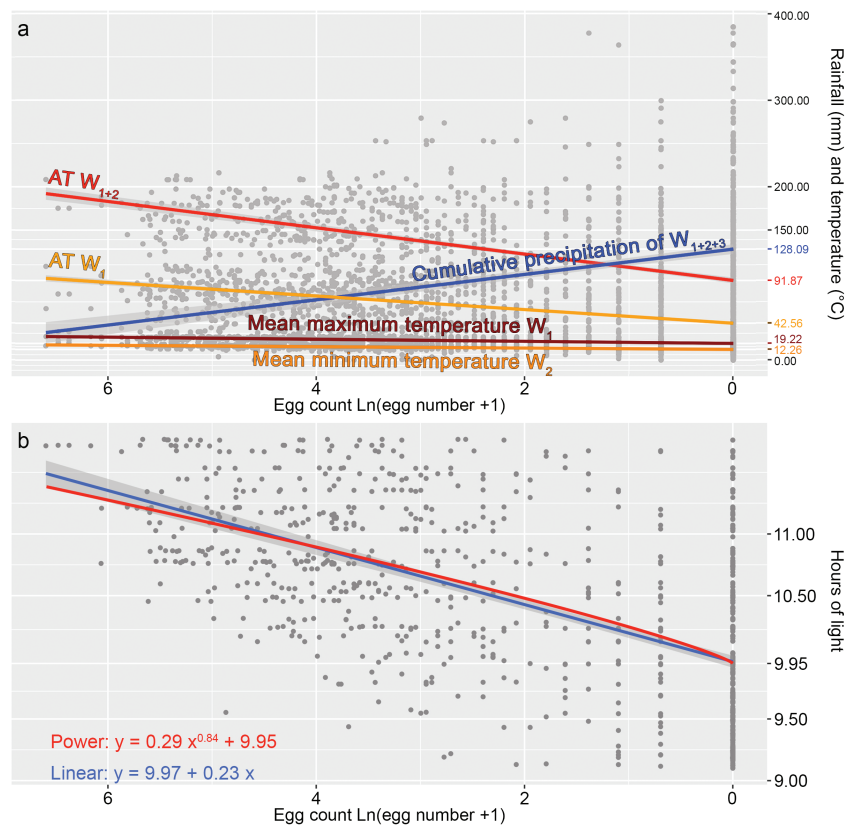 a
400.00
300.00
200.00
150.00
128.09
91.87
42.56
19.22
12.26
0.00
Rainfall (mm) and temperature (°C)
AT W1+2
AT W1
Cumulative precipitation of W1+2+3
Mean maximum temperature W1
Mean minimum temperature W2
6 4 2 0
Egg count Ln(egg number +1)
b
11.00
10.50
9.95
9.50
9.00
Hours of light
Power: y = 0.29 x^0.84 + 9.95
Linear: y = 9.97 + 0.23 x
6 4 2 0
Egg count Ln(egg number +1)